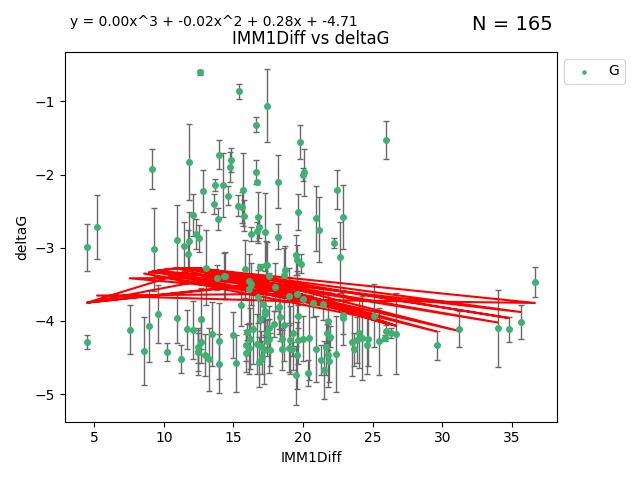 y = 0.00x^3 + -0.02x^2 + 0.28x + -4.71
N = 165
IMM1Diff vs deltaG
G
−1
−2
−3
−4
−5
deltaG
5 10 15 20 25 30 35
IMM1Diff